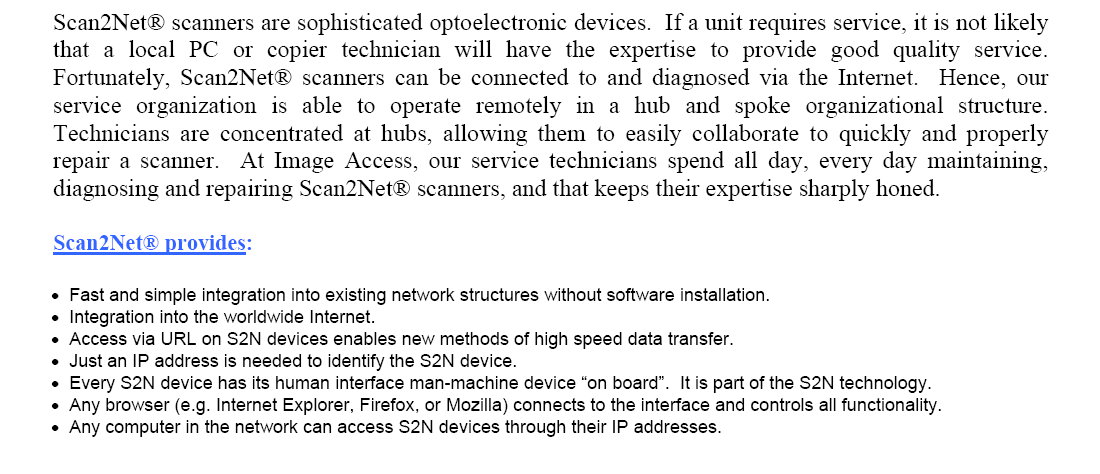 Scan2Net® scanners are sophisticated optoelectronic devices.  If a unit requires service, it is not likely
that a local PC or copier technician will have the expertise to provide good quality service.
Fortunately, Scan2Net® scanners can be connected to and diagnosed via the Internet.  Hence, our
service organization is able to operate remotely in a hub and spoke organizational structure.
Technicians are concentrated at hubs, allowing them to easily collaborate to quickly and properly
repair a scanner.  At Image Access, our service technicians spend all day, every day maintaining,
diagnosing and repairing Scan2Net® scanners, and that keeps their expertise sharply honed.
Scan2Net® provides:
• Fast and simple integration into existing network structures without software installation.
• Integration into the worldwide Internet.
• Access via URL on S2N devices enables new methods of high speed data transfer.
• Just an IP address is needed to identify the S2N device.
• Every S2N device has its human interface man-machine device “on board”.  It is part of the S2N technology.
• Any browser (e.g. Internet Explorer, Firefox, or Mozilla) connects to the interface and controls all functionality.
• Any computer in the network can access S2N devices through their IP addresses.